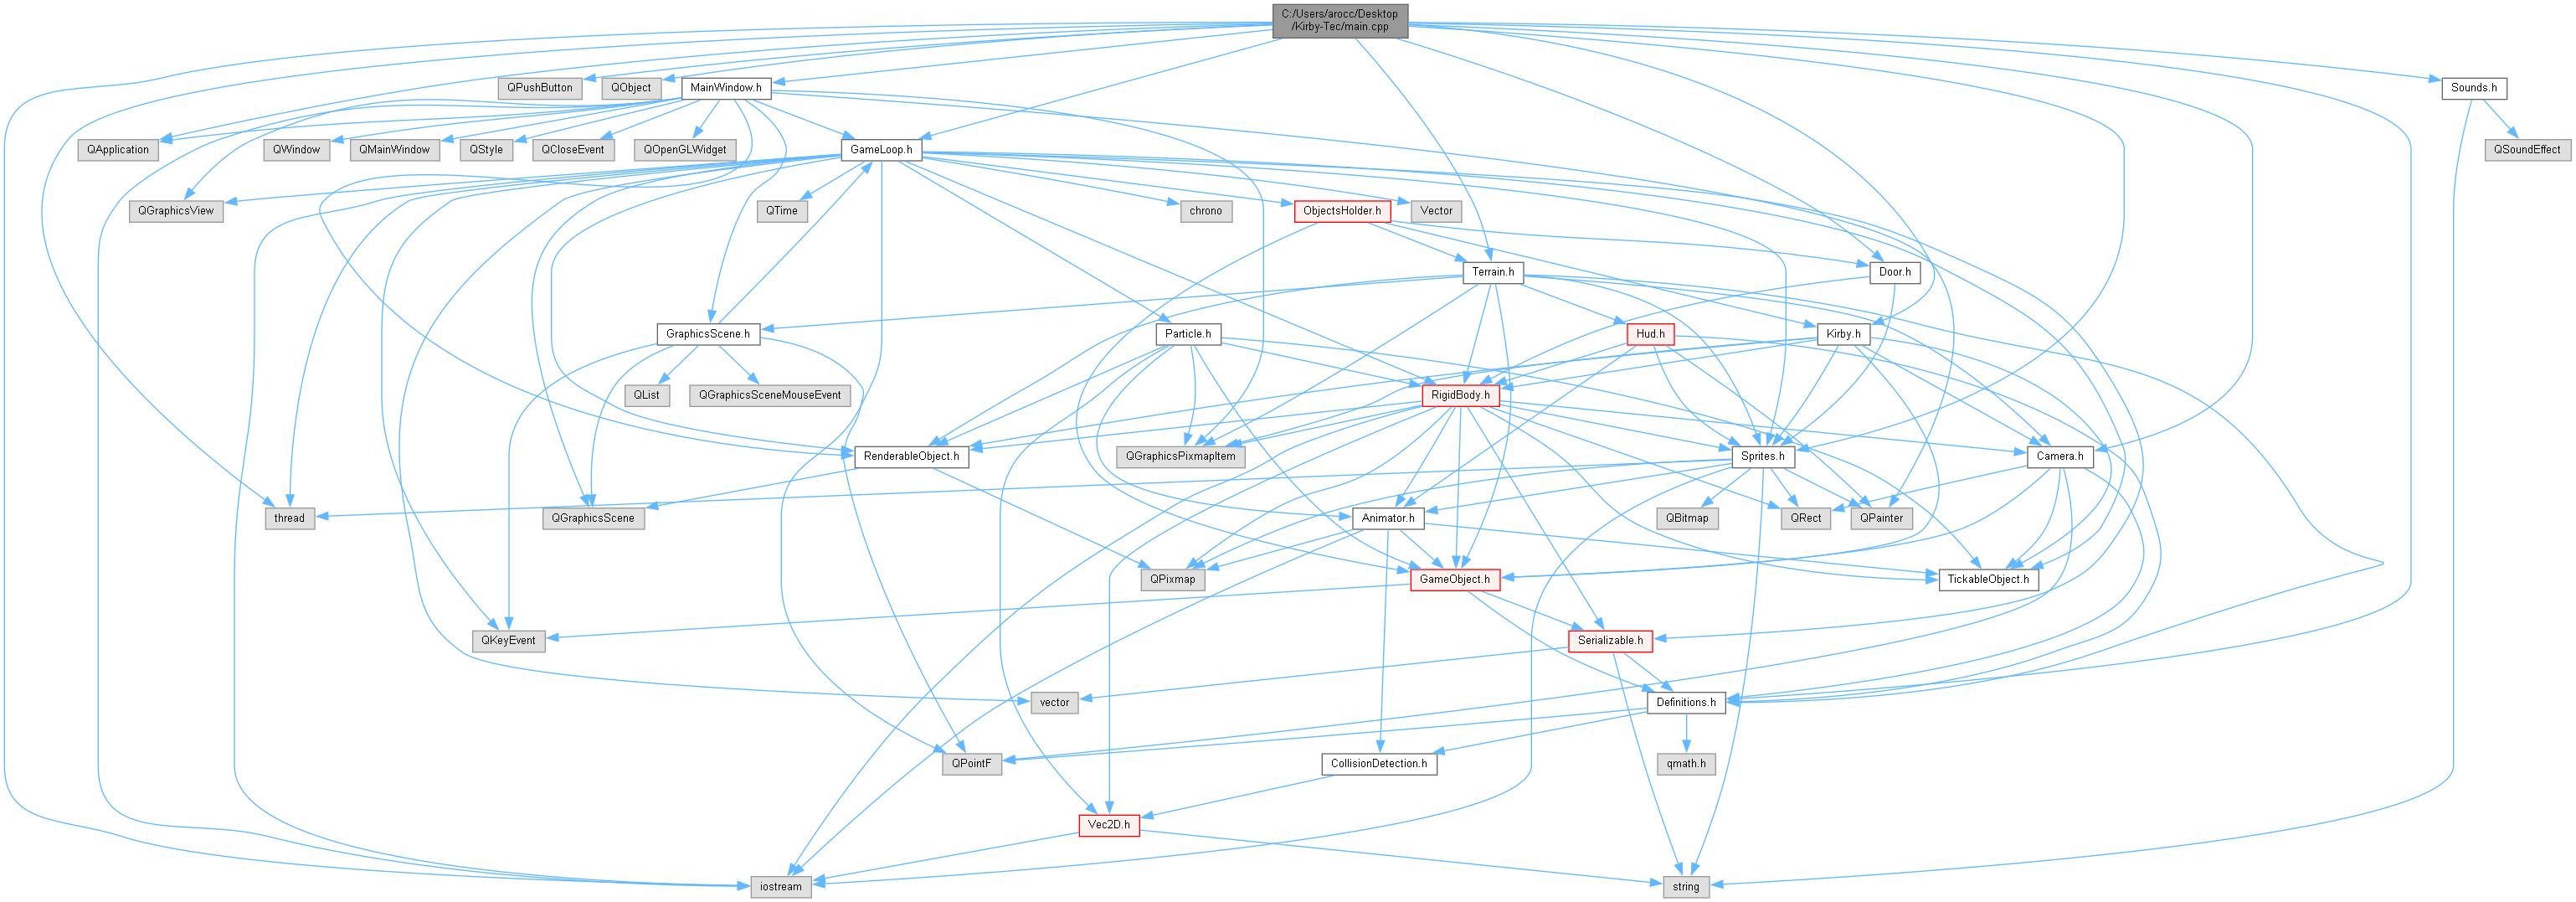 C:/Users/arocc/Desktop
/Kirby-Tec/main.cpp
QPushButton
QObject
MainWindow.h
Sounds.h
QApplication
QWindow
QMainWindow
QStyle
QCloseEvent
QOpenGLWidget
GameLoop.h
QSoundEffect
QGraphicsView
QTime
chrono
ObjectsHolder.h
Vector
Terrain.h
Door.h
GraphicsScene.h
Particle.h
Hud.h
Kirby.h
QList
QGraphicsSceneMouseEvent
RigidBody.h
RenderableObject.h
QGraphicsPixmapItem
Sprites.h
Camera.h
thread
QGraphicsScene
Animator.h
QBitmap
QRect
QPainter
QPixmap
GameObject.h
TickableObject.h
QKeyEvent
Serializable.h
vector
Definitions.h
QPointF
CollisionDetection.h
qmath.h
Vec2D.h
iostream
string